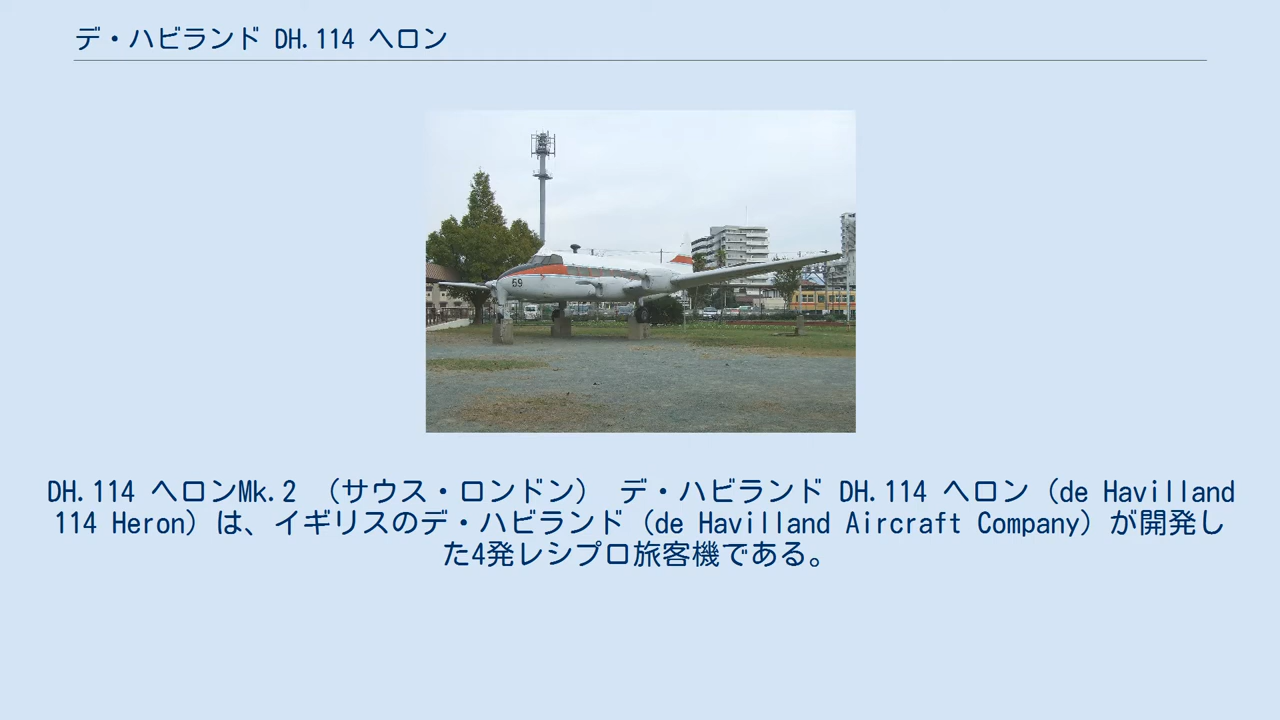 デ・ハビランド DH.114 ヘロン
69
DH.114 ヘロンMk.2 （サウス・ロンドン） デ・ハビランド DH.114 ヘロン（de Havilland
114 Heron）は、イギリスのデ・ハビランド（de Havilland Aircraft Company）が開発し
た4発レシプロ旅客機である。